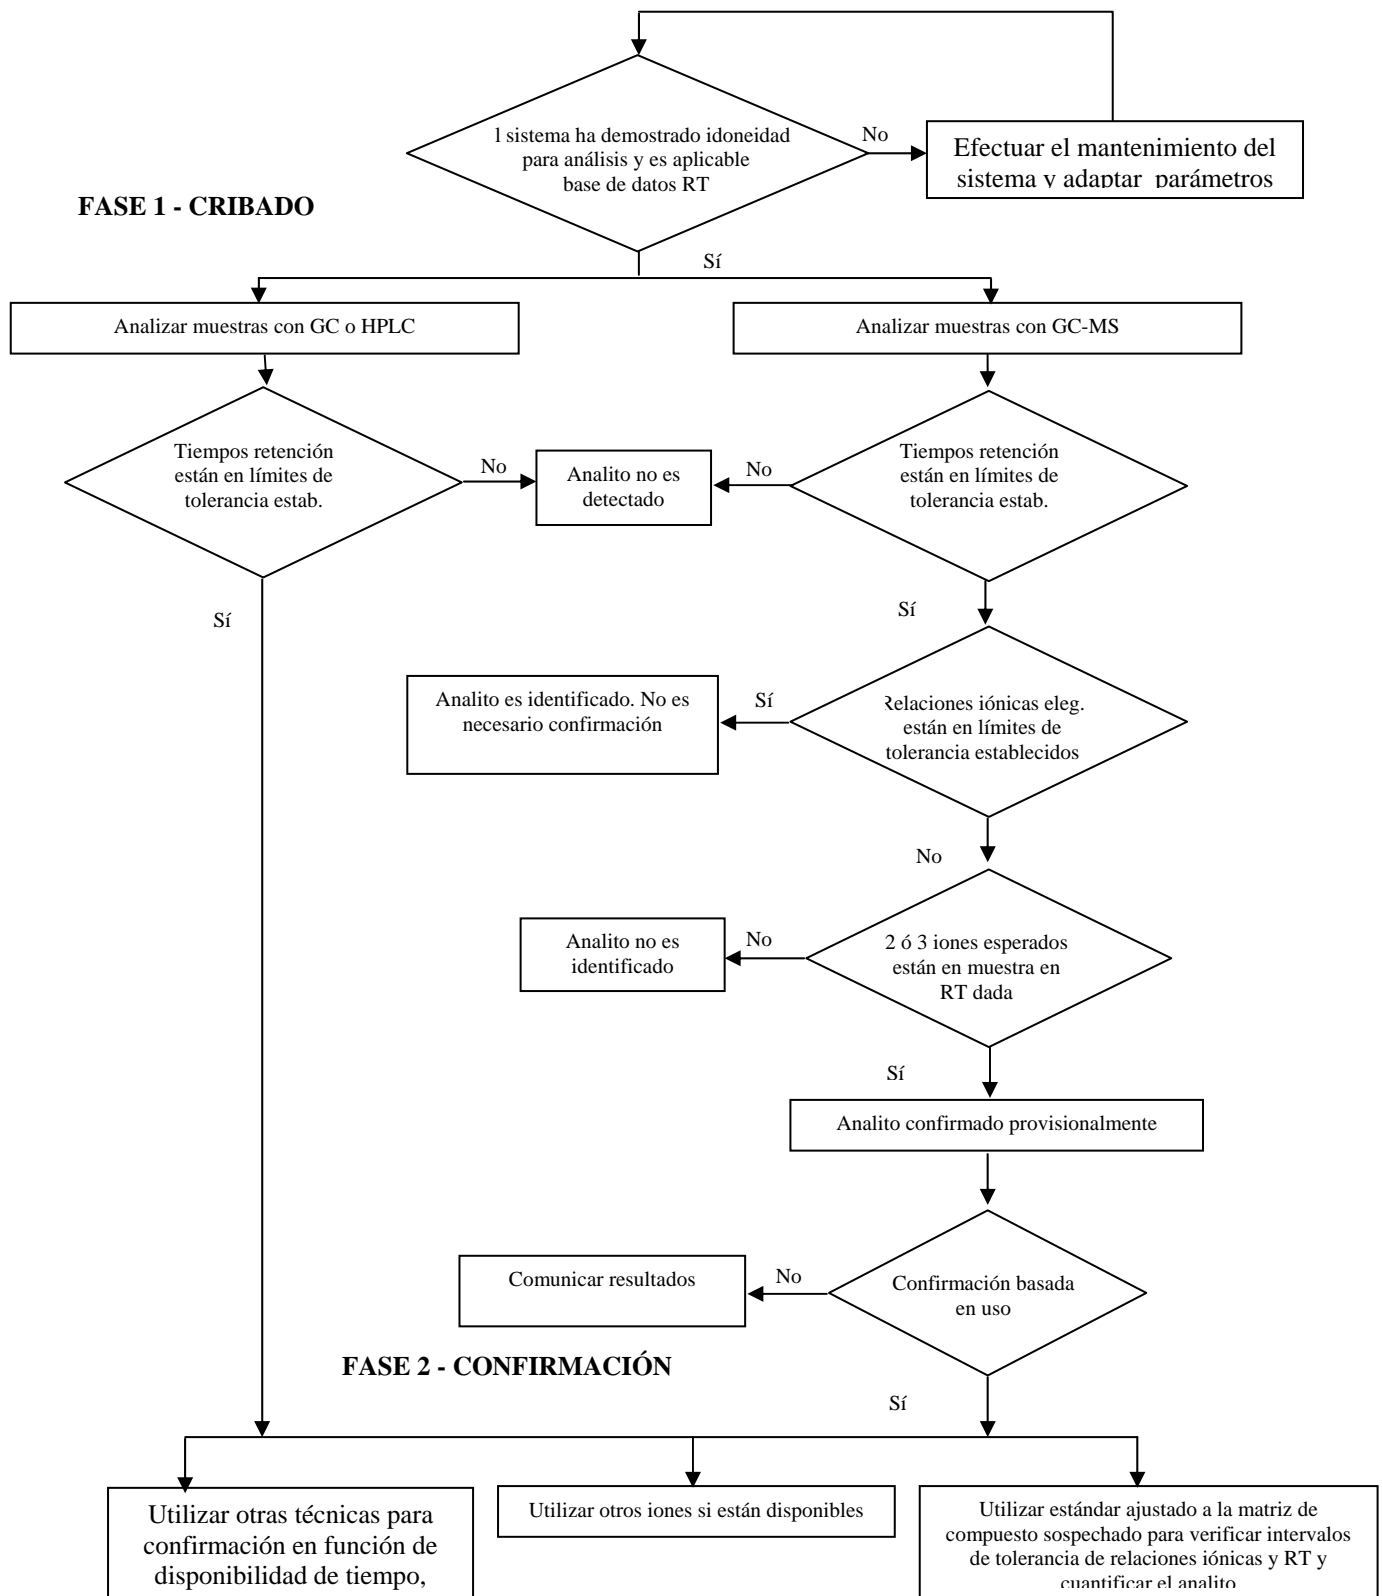 l sistema ha demostrado idoneidad
para análisis y es aplicable
base de datos RT
No
Efectuar el mantenimiento del
sistema y adaptar parámetros
FASE 1 - CRIBADO
Sí
Analizar muestras con GC o HPLC
Analizar muestras con GC-MS
Tiempos retención
están en límites de
tolerancia estab.
No
Analito no es
detectado
No
Tiempos retención
están en límites de
tolerancia estab.
Sí
Sí
Analito es identificado. No es
necesario confirmación
Sí
Relaciones iónicas eleg.
están en límites de
tolerancia establecidos
No
Analito no es
identificado
No
2 ó 3 iones esperados
están en muestra en
RT dada
Sí
Analito confirmado provisionalmente
Comunicar resultados
No
Confirmación basada
en uso
FASE 2 - CONFIRMACIÓN
Sí
Utilizar otras técnicas para
confirmación en función de
disponibilidad de tiempo,
Utilizar otros iones si están disponibles
Utilizar estándar ajustado a la matriz de
compuesto sospechado para verificar intervalos
de tolerancia de relaciones iónicas y RT y
cuantificar el analito